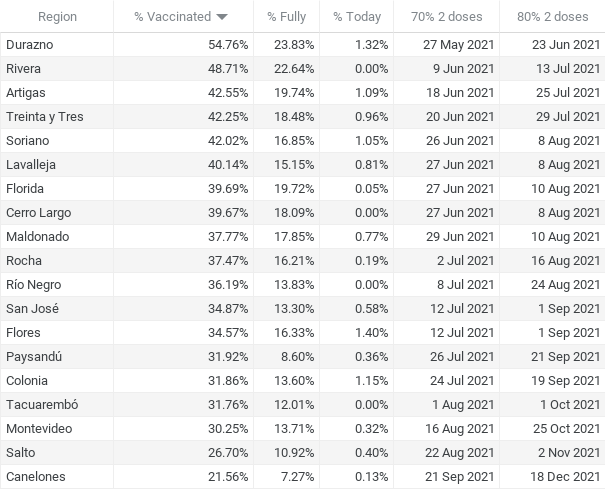 Region % Vaccinated % Fully % Today 70% 2 doses 80% 2 doses
Durazno 54.76% 23.83% 1.32% 27 May 2021 23 Jun 2021
Rivera 48.71% 22.64% 0.00% 9 Jun 2021 13 Jul 2021
Artigas 42.55% 19.74% 1.09% 18 Jun 2021 25 Jul 2021
Treinta y Tres 42.25% 18.48% 0.96% 20 Jun 2021 29 Jul 2021
Soriano 42.02% 16.85% 1.05% 26 Jun 2021 8 Aug 2021
Lavalleja 40.14% 15.15% 0.81% 27 Jun 2021 8 Aug 2021
Florida 39.69% 19.72% 0.05% 27 Jun 2021 10 Aug 2021
Cerro Largo 39.67% 18.09% 0.00% 27 Jun 2021 8 Aug 2021
Maldonado 37.77% 17.85% 0.77% 29 Jun 2021 10 Aug 2021
Rocha 37.47% 16.21% 0.19% 2 Jul 2021 16 Aug 2021
Río Negro 36.19% 13.83% 0.00% 8 Jul 2021 24 Aug 2021
San José 34.87% 13.30% 0.58% 12 Jul 2021 1 Sep 2021
Flores 34.57% 16.33% 1.40% 12 Jul 2021 1 Sep 2021
Paysandú 31.92% 8.60% 0.36% 26 Jul 2021 21 Sep 2021
Colonia 31.86% 13.60% 1.15% 24 Jul 2021 19 Sep 2021
Tacuarembó 31.76% 12.01% 0.00% 1 Aug 2021 1 Oct 2021
Montevideo 30.25% 13.71% 0.32% 16 Aug 2021 25 Oct 2021
Salto 26.70% 10.92% 0.40% 22 Aug 2021 2 Nov 2021
Canelones 21.56% 7.27% 0.13% 21 Sep 2021 18 Dec 2021